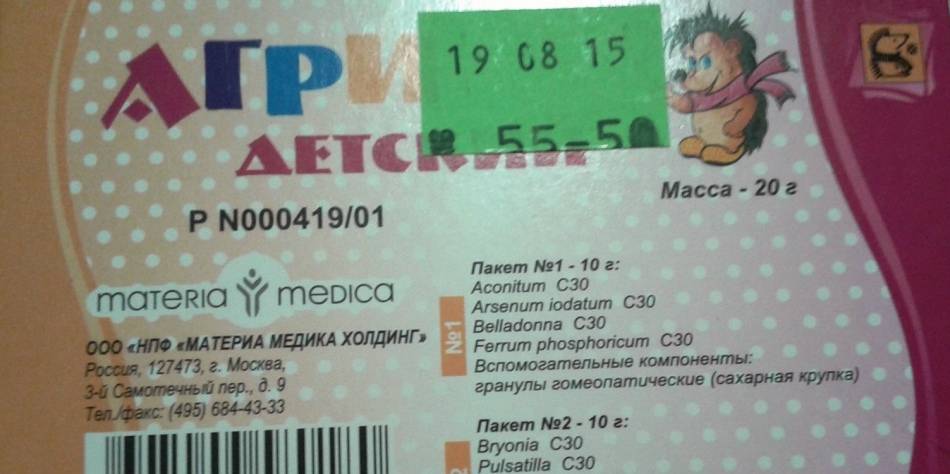 АГРИ
19 08 15
55-50
ДЕТСКИЙ
Масса - 20 г
Р N000419/01
materia medica
ООО «НПФ «МАТЕРИА МЕДИКА ХОЛДИНГ»
Россия, 127473, г. Москва,
3-й Самотечный пер., д. 9
Тел./факс: (495) 684-43-33
№1
Пакет №1 - 10 г:
Aconitum C30
Arsenum iodatum C30
Belladonna C30
Ferrum phosphoricum C30
Вспомогательные компоненты:
гранулы гомеопатические (сахарная крупка)
2
Пакет №2 - 10 г:
Bryonia C30
Pulsatilla C30